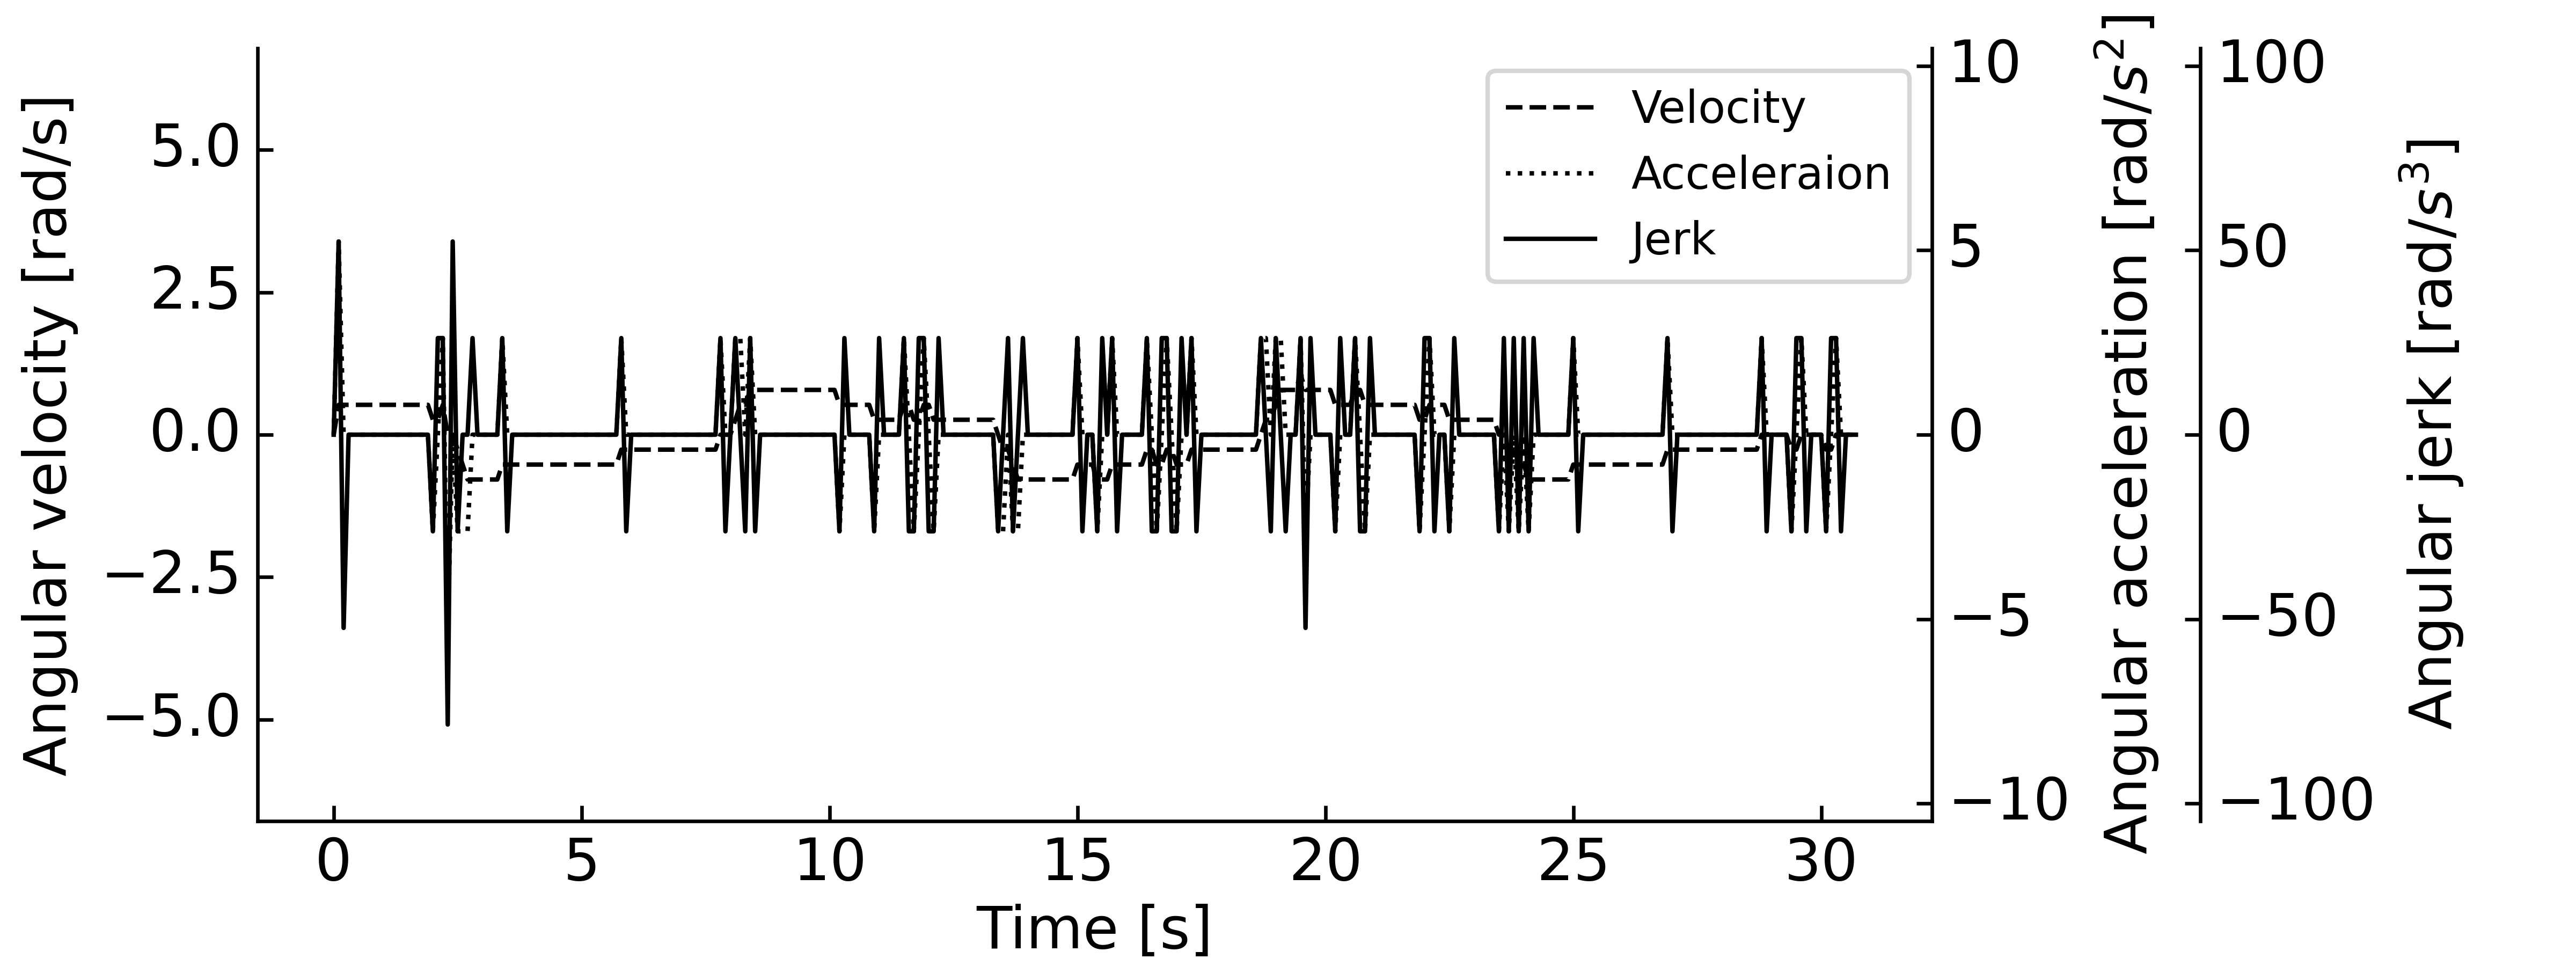 Angular velocity [rad/s]
5.0
2.5
0.0
−2.5
−5.0
0 5 10 15 20 25 30
Time [s]
Velocity
Acceleraion
Jerk
10
5
0
−5
−10
Angular acceleration [rad/s²]
100
50
0
−50
−100
Angular jerk [rad/s³]